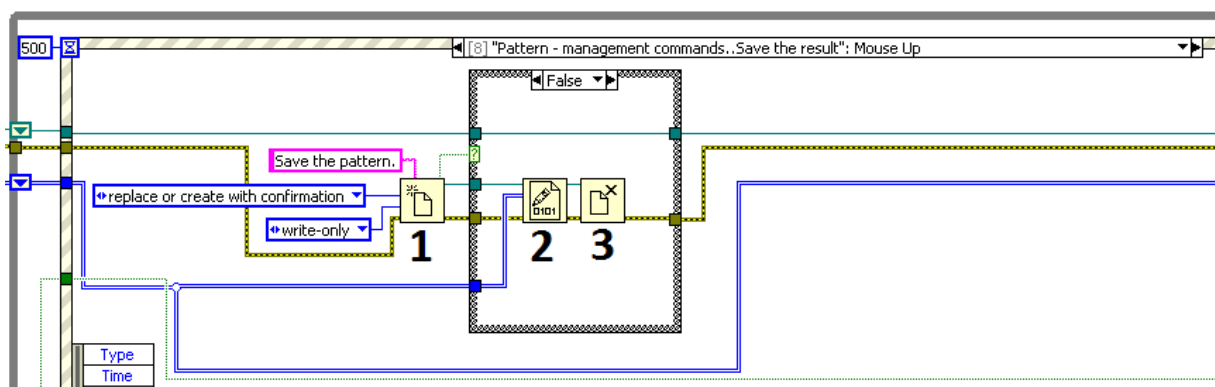 500
[8] "Pattern - management commands..Save the result": Mouse Up
False
?
Save the pattern.
replace or create with confirmation
write-only
0101
1
2
3
Type
Time